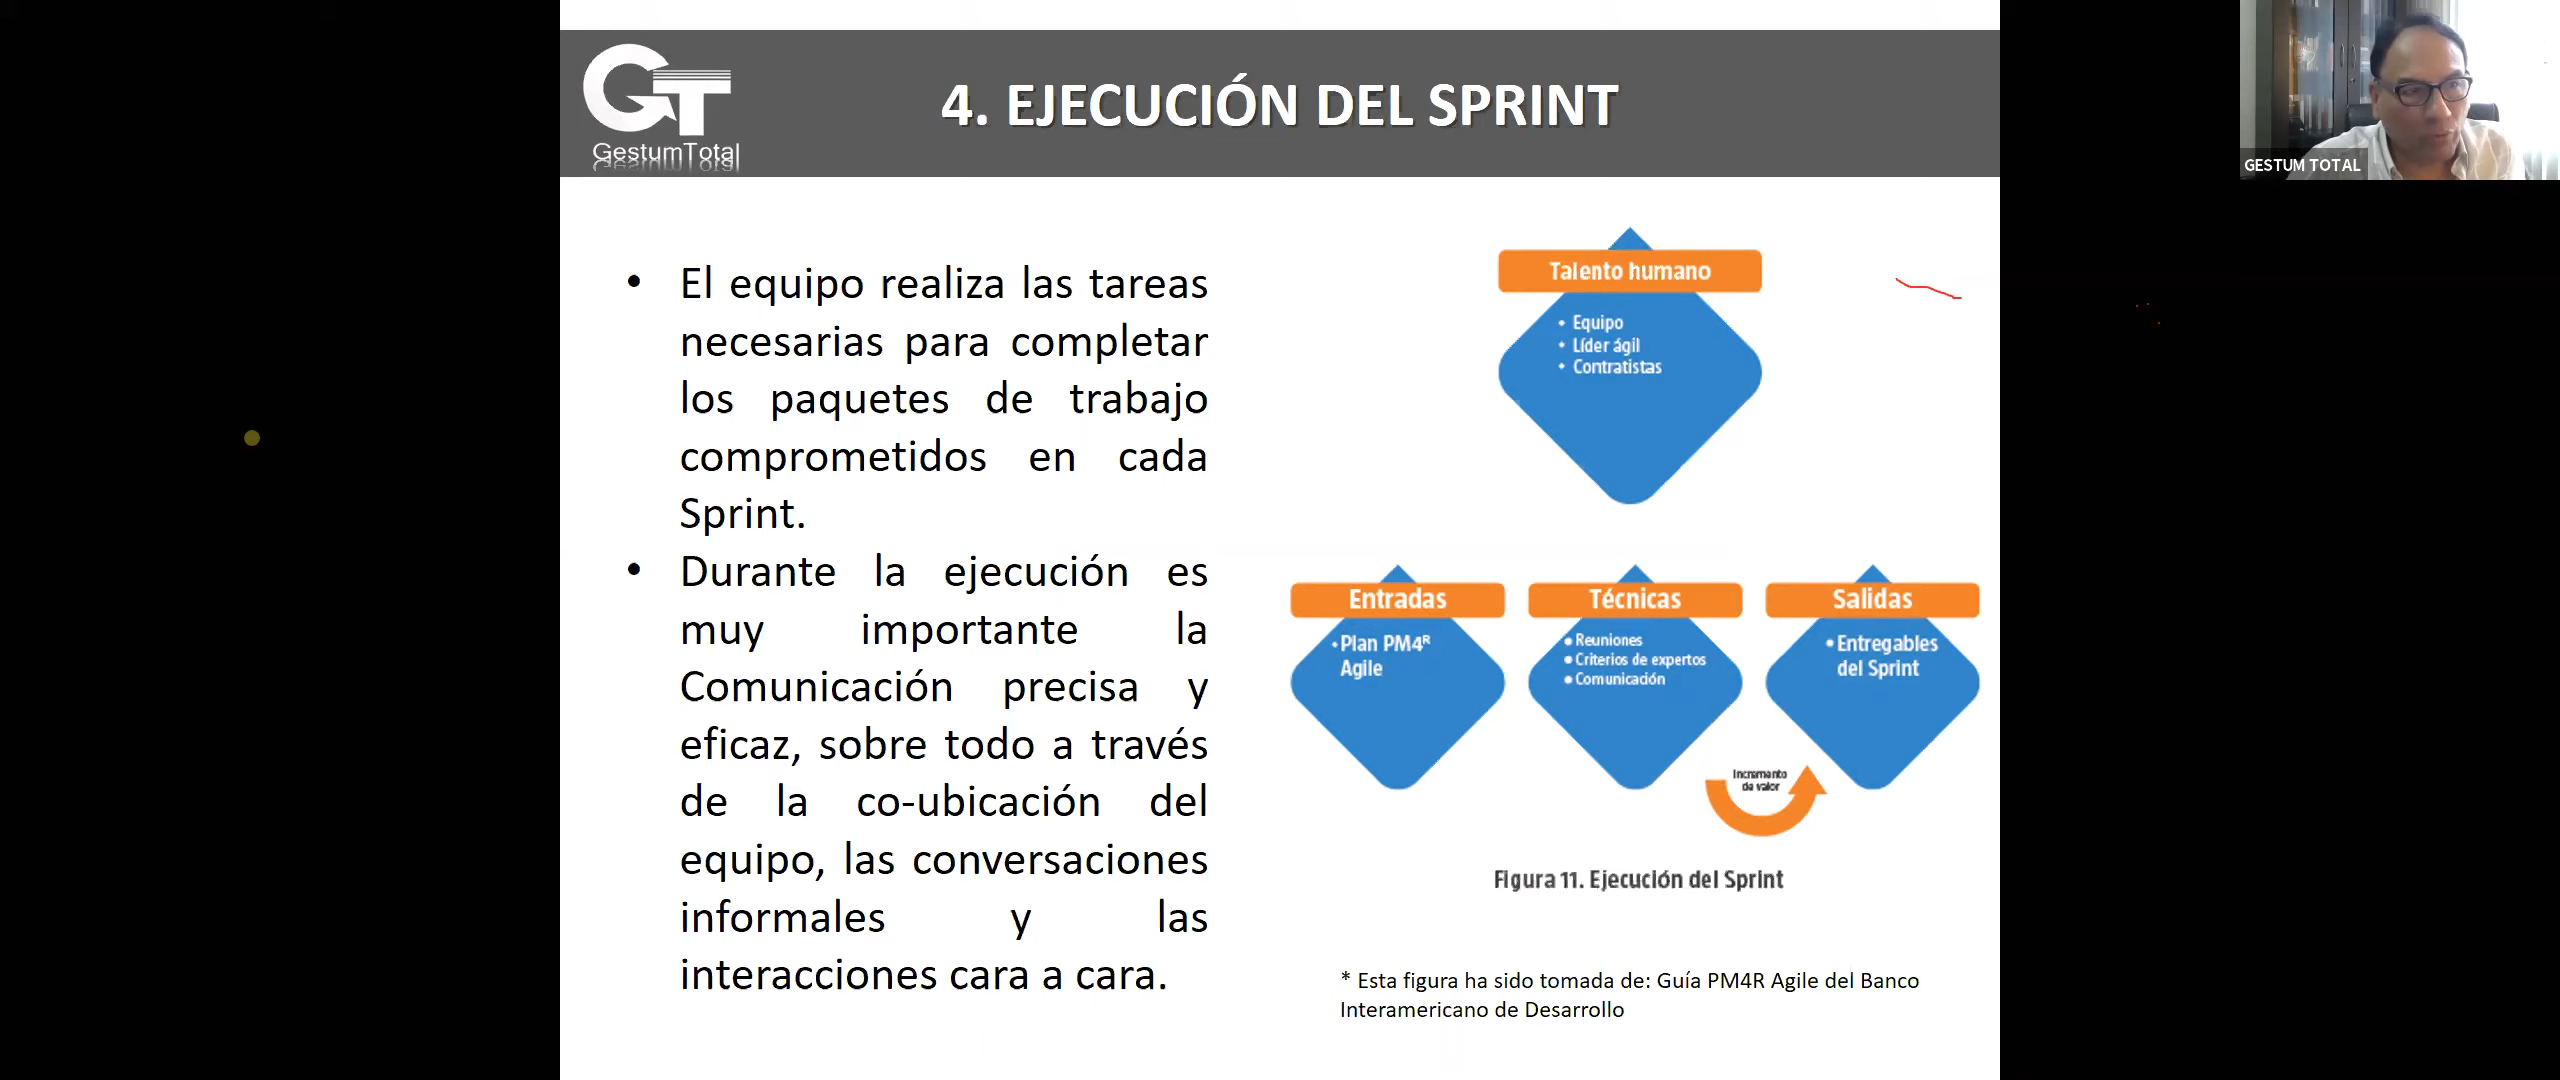 GT
GestumTotal
4. EJECUCIÓN DEL SPRINT
GESTUM TOTAL
• El equipo realiza las tareas
necesarias para completar
los paquetes de trabajo
comprometidos en cada
Sprint.
• Durante la ejecución es
muy importante la
Comunicación precisa y
eficaz, sobre todo a través
de la co-ubicación del
equipo, las conversaciones
informales y las
interacciones cara a cara.
Talento humano
• Equipo
• Líder ágil
• Contratistas
Entradas
• Plan PM4R
Agile
Técnicas
• Reuniones
• Criterios de expertos
• Comunicación
Salidas
• Entregables
del Sprint
Incremento
de valor
Figura 11. Ejecución del Sprint
* Esta figura ha sido tomada de: Guía PM4R Agile del Banco
Interamericano de Desarrollo